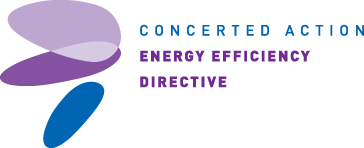 CONCERTED ACTION
ENERGY EFFICIENCY
DIRECTIVE